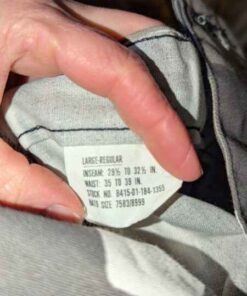 LARGE-REGULAR
INSEAM: 29½ TO 32½ IN.
WAIST: 35 TO 39 IN.
STOCK NO. 8415-01-184-1353
NATO SIZE 7583/8999